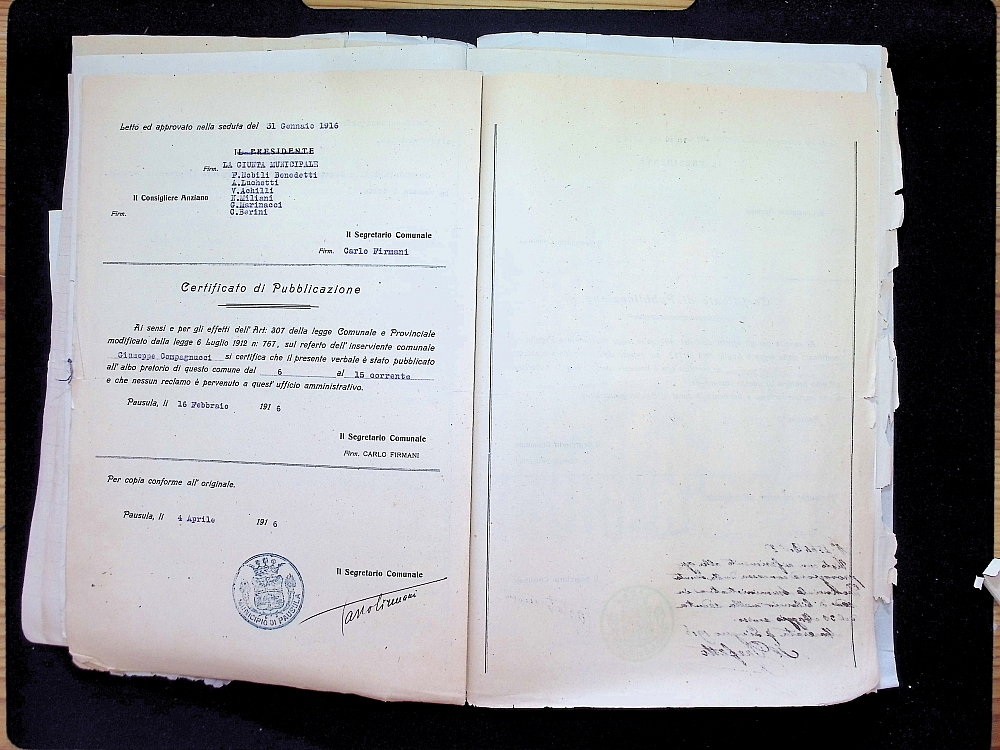 Letto ed approvato nella seduta del 31 Gennaio 1916
IL PRESIDENTE
Firm. LA GIUNTA MUNICIPALE
F.Nobili Benedetti
A.Luchetti
V.Achilli
Il Consigliere Anziano N.Miliani
G.Marinacci
Firm. C.Berini
Il Segretario Comunale
Firm. Carlo Firmani
Certificato di Pubblicazione
Ai sensi e per gli effetti dell' Art: 307 della legge Comunale e Provinciale
modificato dalla legge 6 Luglio 1912 n: 767, sul referto dell' inserviente comunale
Giuseppe Compagnucci si certifica che il presente verbale è stato pubblicato
all' albo pretorio di questo comune dal 6 al 15 corrente
e che nessun reclamo è pervenuto a quest' ufficio amministrativo.
Pausula, li 16 Febbraio 191 6
Il Segretario Comunale
Firm. CARLO FIRMANI
Per copia conforme all' originale.
Pausula, li 4 Aprile 191 6
Il Segretario Comunale
Carlo Firmani
MUNICIPIO DI PAUSULA